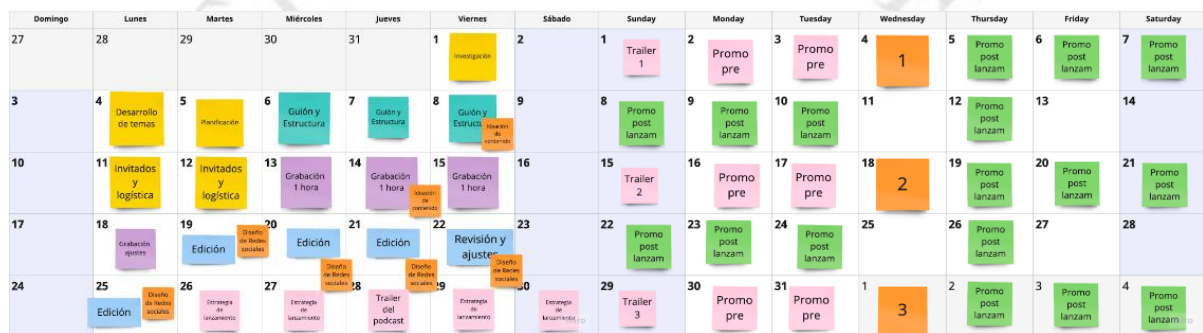 Domingo Lunes Martes Miércoles Jueves Viernes Sábado Sunday Monday Tuesday Wednesday Thursday Friday Saturday
27 28 29 30 31 1 2 1 2 3 4 5 6 7
Investigación
Trailer
1
Promo
pre
Promo
pre
1
Promo
post
lanzam
Promo
post
lanzam
Promo
post
lanzam
3 4 5 6 7 8 9 8 9 10 11 12 13 14
Desarrollo
de temas
Planificación
Guión y
Estructura
Guión y
Estructura
Guión y
Estructu
Ideación
de
contenido
Promo
post
lanzam
Promo
post
lanzam
Promo
post
lanzam
Promo
post
lanzam
10 11 12 13 14 15 16 15 16 17 18 19 20 21
Invitados
y
logística
Invitados
y
logística
Grabación
1 hora
Grabación
1 hora
Ideación
de
contenido
Grabación
1 hora
Trailer
2
Promo
pre
Promo
pre
2
Promo
post
lanzam
Promo
post
lanzam
Promo
post
lanzam
17 18 19 20 21 22 23 22 23 24 25 26 27 28
Grabación
ajustes
Edición
Diseño
de Redes
sociales
Edición
Diseño
de Redes
sociales
Edición
Diseño
de Redes
sociales
Revisión y
ajustes
Diseño
de Redes
sociales
Promo
post
lanzam
Promo
post
lanzam
Promo
post
lanzam
Promo
post
lanzam
24 25 26 27 28 29 30 29 30 31 1 2 3 4
Edición
Diseño
de Redes
sociales
Estrategia
de
lanzamiento
Estrategia
de
lanzamiento
Trailer
del
podcast
Estrategia
de
lanzamiento
Estrategia
de
lanzamiento
Trailer
3
Promo
pre
Promo
pre
3
Promo
post
lanzam
Promo
post
lanzam
Promo
post
lanzam